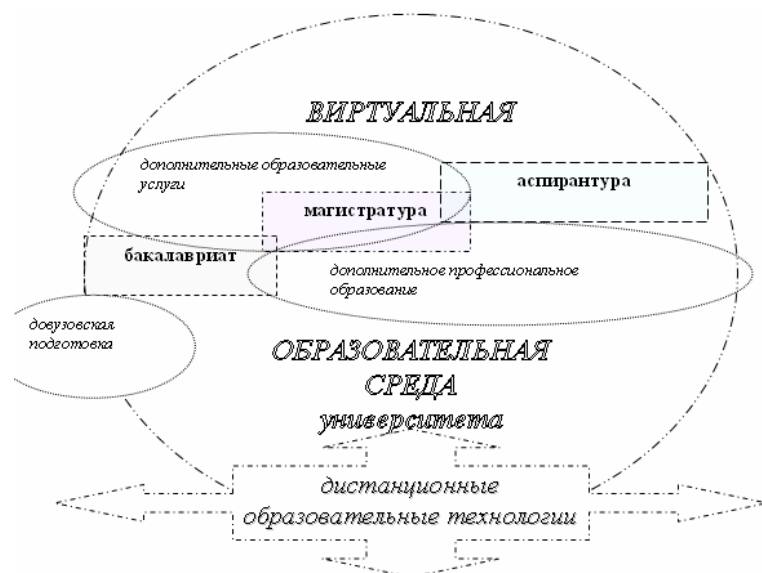 ВИРТУАЛЬНАЯ
дополнительные образовательные
услуги
аспирантура
магистратура
бакалавриат
дополнительное профессиональное
образование
довузовская
подготовка
ОБРАЗОВАТЕЛЬНАЯ
СРЕДА
университета
дистанционные
образовательные технологии